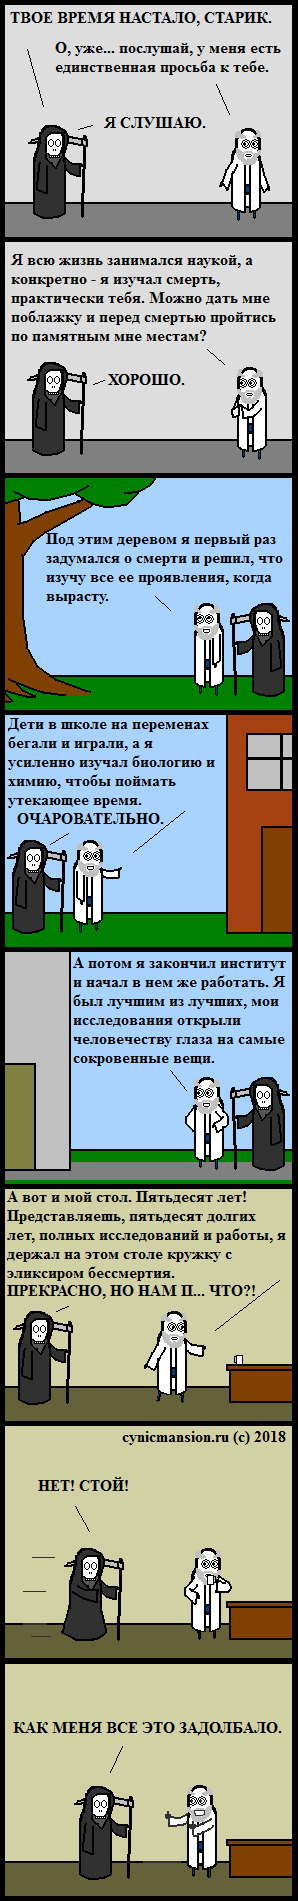 ТВОЕ ВРЕМЯ НАСТАЛО, СТАРИК.
О, уже... послушай, у меня есть
единственная просьба к тебе.
Я СЛУШАЮ.
Я всю жизнь занимался наукой, а
конкретно - я изучал смерть,
практически тебя. Можно дать мне
поблажку и перед смертью пройтись
по памятным мне местам?
ХОРОШО.
Под этим деревом я первый раз
задумался о смерти и решил, что
изучу все ее проявления, когда
вырасту.
Дети в школе на переменах
бегали и играли, а я
усиленно изучал биологию и
химию, чтобы поймать
утекающее время.
ОЧАРОВАТЕЛЬНО.
А потом я закончил институт
и начал в нем же работать. Я
был лучшим из лучших, мои
исследования открыли
человечеству глаза на самые
сокровенные вещи.
А вот и мой стол. Пятьдесят лет!
Представляешь, пятьдесят долгих
лет, полных исследований и работы, я
держал на этом столе кружку с
эликсиром бессмертия.
ПРЕКРАСНО, НО НАМ П... ЧТО?!
cynicmansion.ru (c) 2018
НЕТ! СТОЙ!
КАК МЕНЯ ВСЕ ЭТО ЗАДОЛБАЛО.